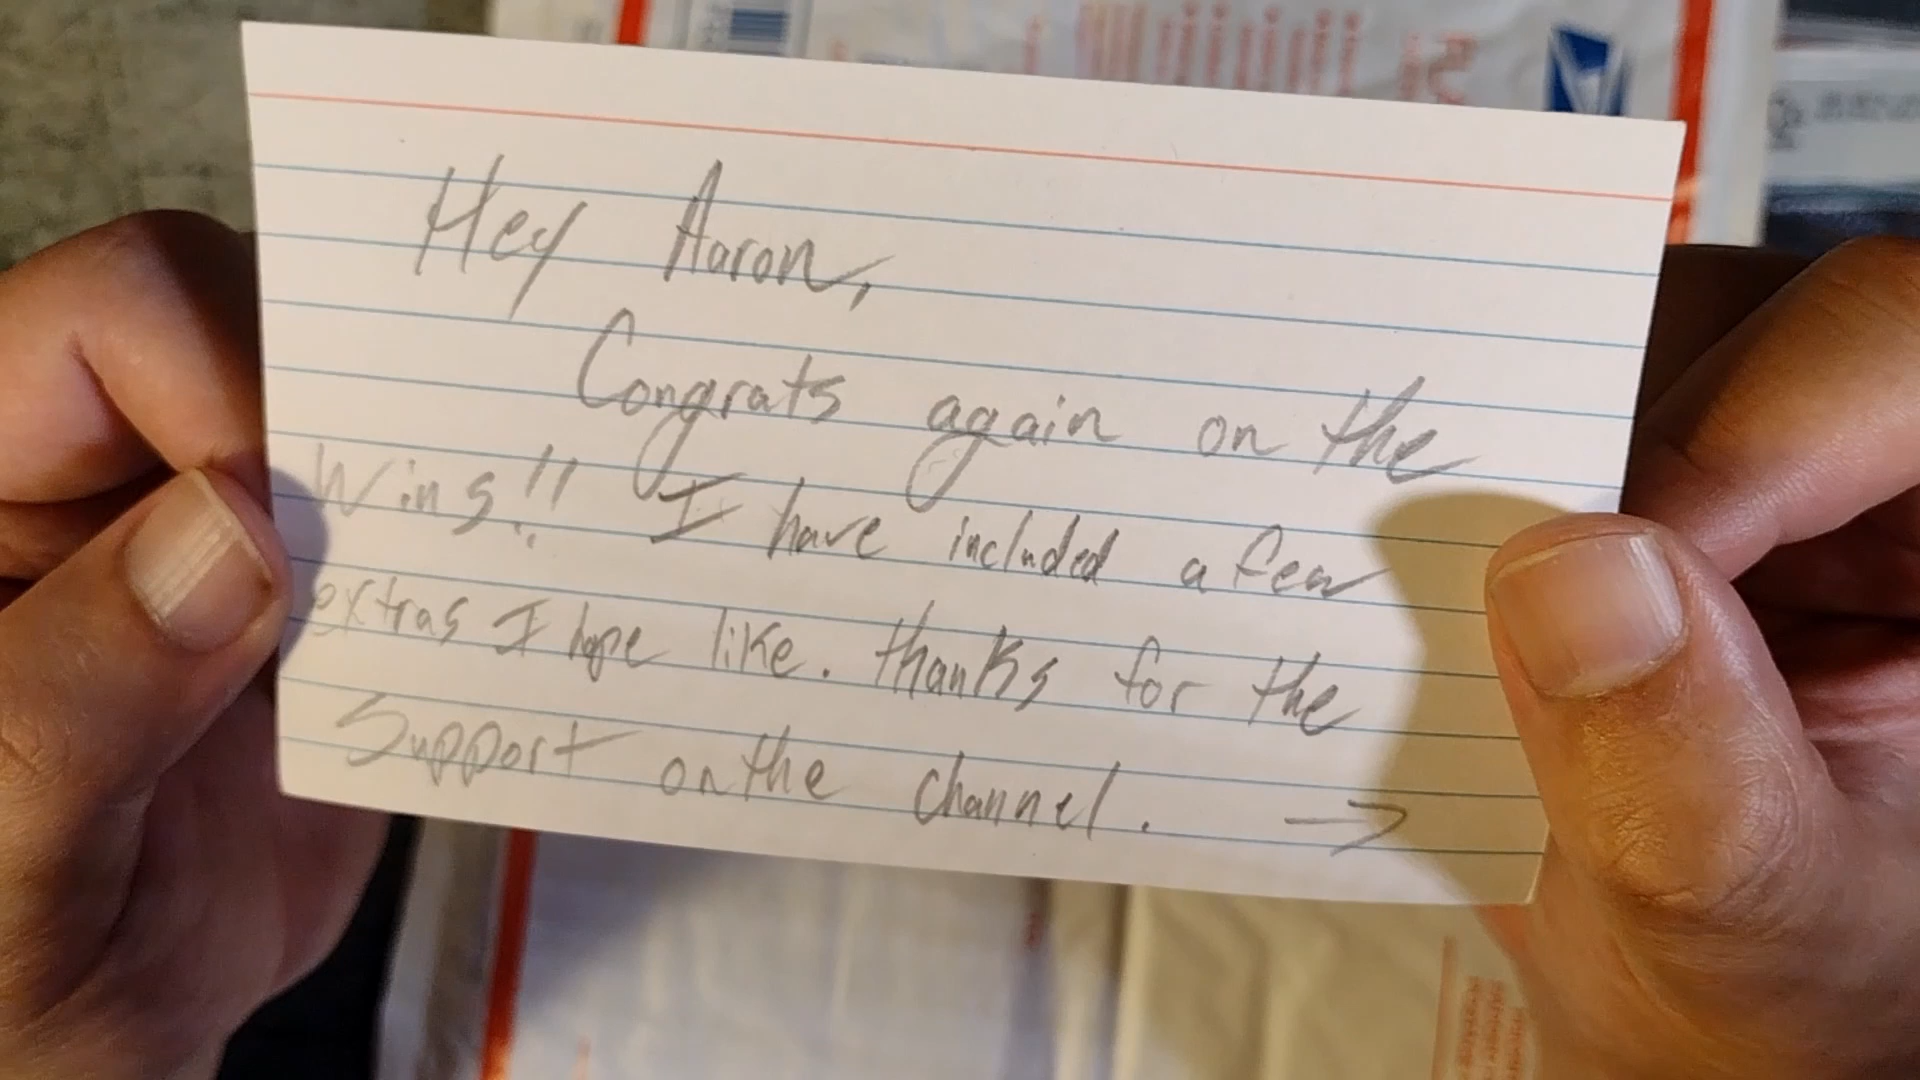 Hey Aaron,
Congrats again on the
Wins!! I have included a few
extras I hope like. thanks for the
Support on the channel. →